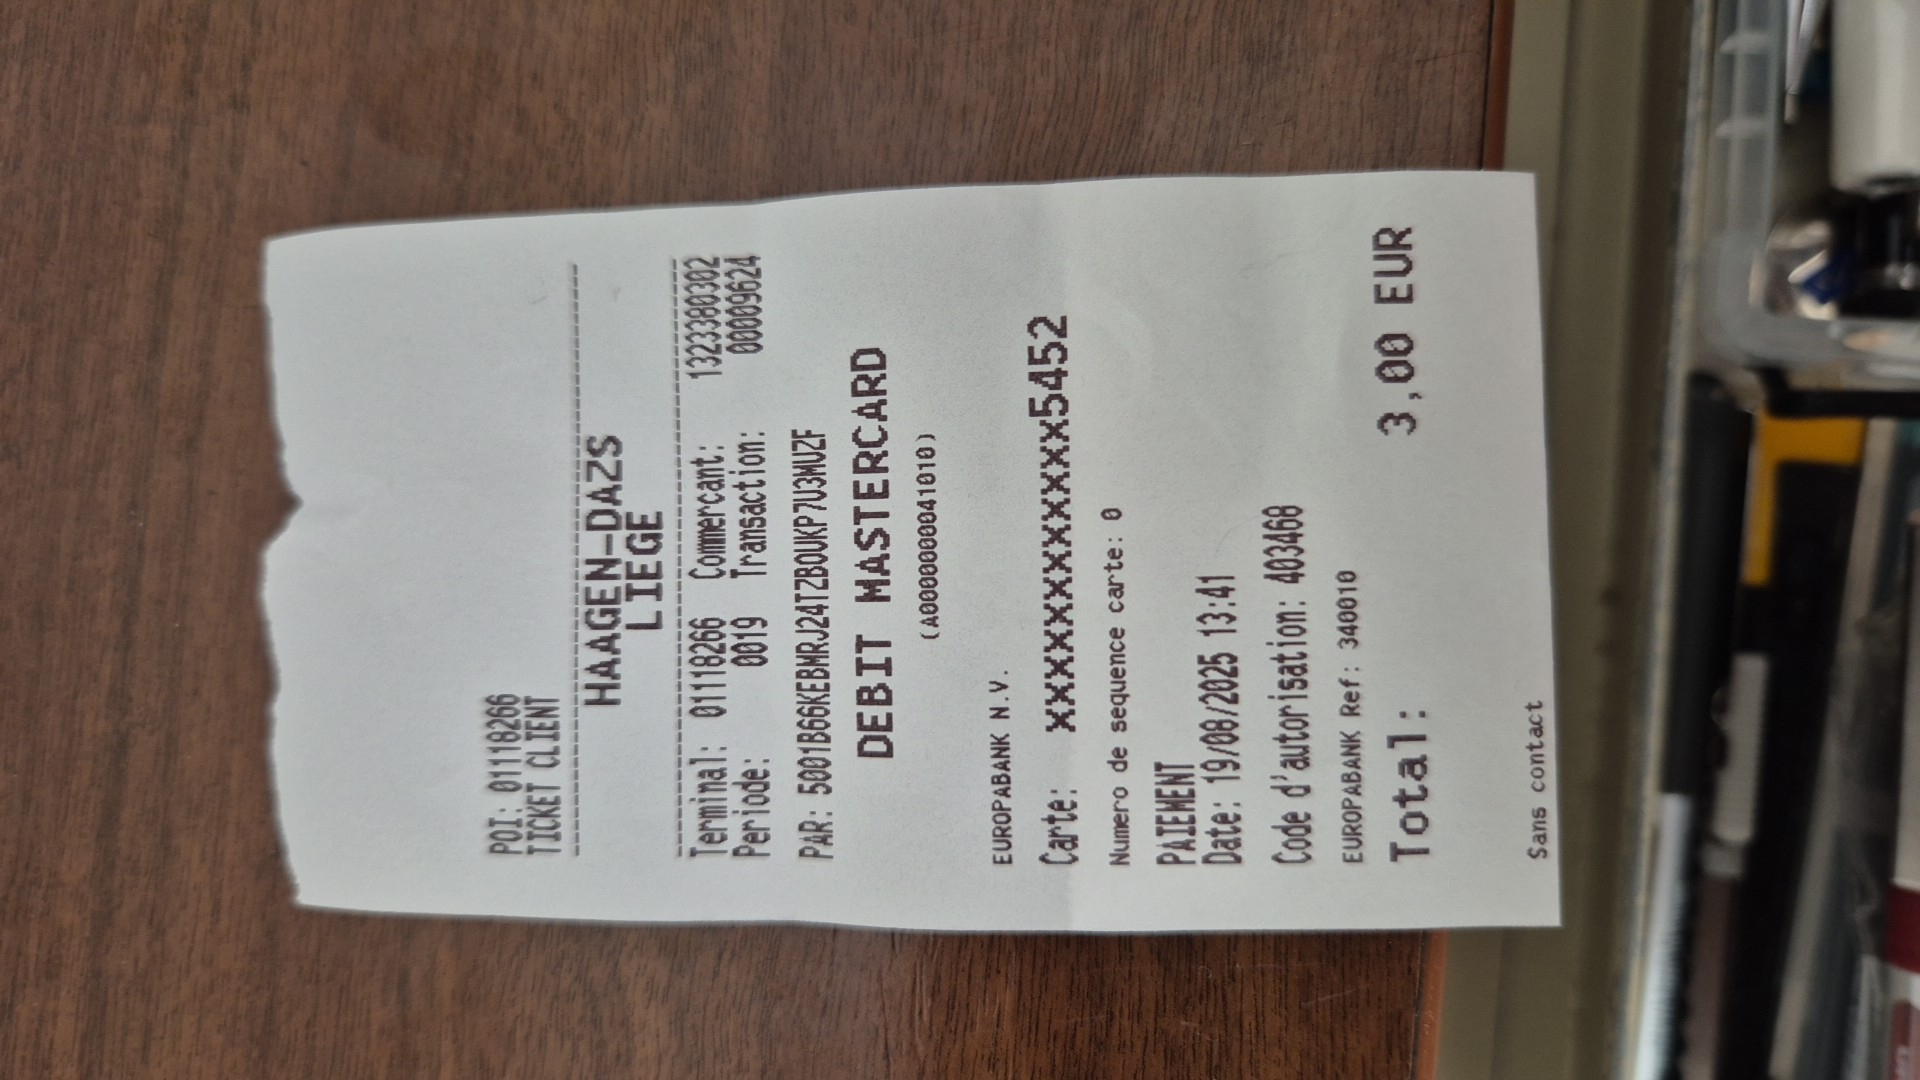 POI: 01118266
TICKET CLIENT
HAAGEN-DAZS
LIEGE
Terminal: 01118266 Commercant: 1323380302
Periode: 0019 Transaction: 00009624
PAR: 5001B66KEBMRJ24TZBOUKP7U3MUZF
DEBIT MASTERCARD
(A0000000041010)
EUROPABANK N.V.
Carte: xxxxxxxxxxxx5452
Numero de sequence carte: 0
PAIEMENT
Date: 19/08/2025 13:41
Code d'autorisation: 403468
EUROPABANK Ref: 340010
Total: 3,00 EUR
Sans contact